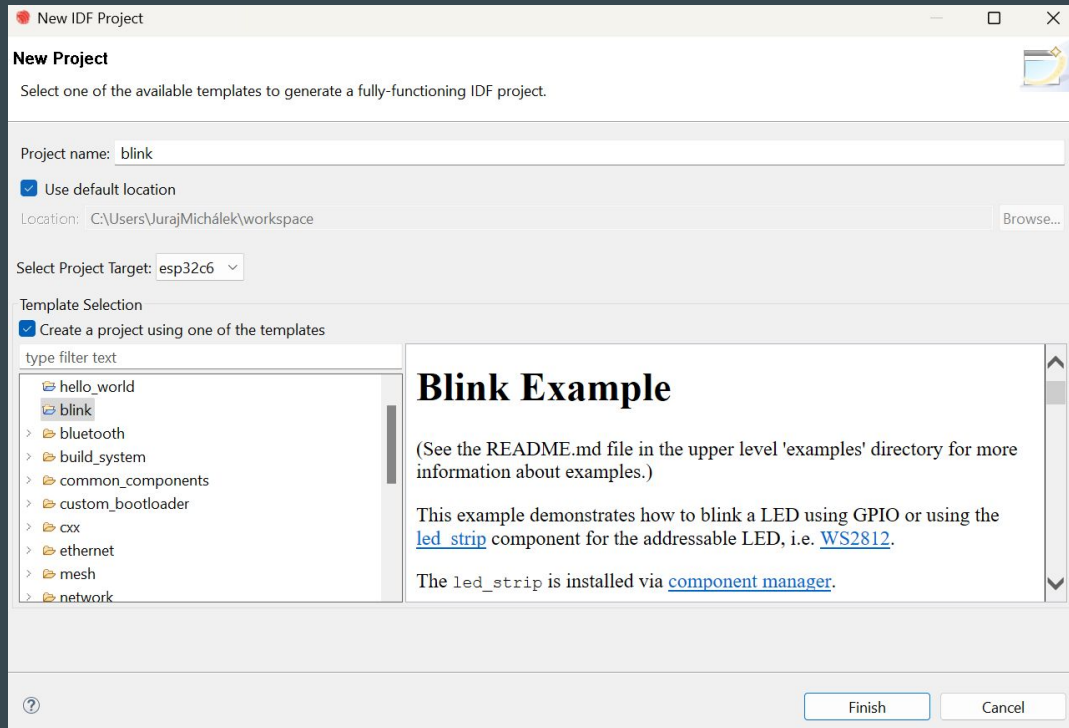 New IDF Project
New Project
Select one of the available templates to generate a fully-functioning IDF project.
Project name: blink
Use default location
Location: C:\Users\JurajMichálek\workspace
Browse...
Select Project Target: esp32c6
Template Selection
Create a project using one of the templates
type filter text
hello_world
blink
bluetooth
build_system
common_components
custom_bootloader
cxx
ethernet
mesh
network
Blink Example
(See the README.md file in the upper level 'examples' directory for more
information about examples.)
This example demonstrates how to blink a LED using GPIO or using the
led_strip component for the addressable LED, i.e. WS2812.
The led_strip is installed via component manager.
?
Finish
Cancel